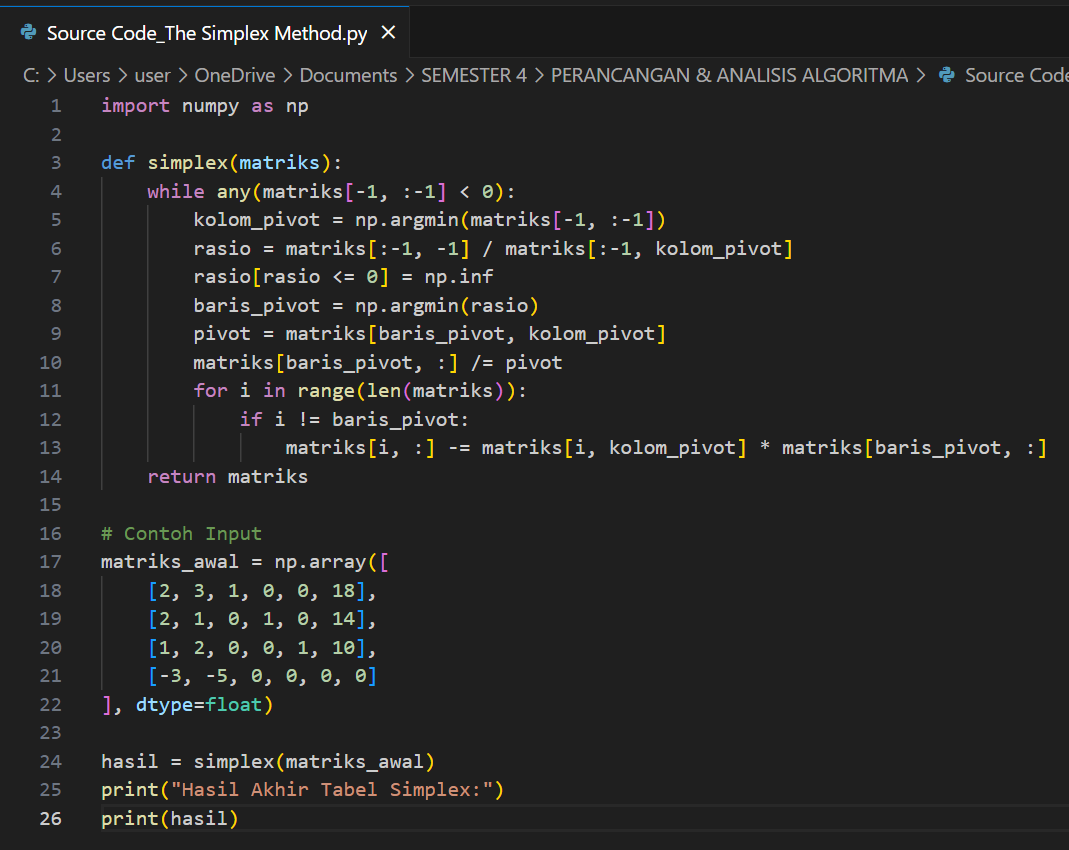 Source Code_The Simplex Method.py
C: > Users > user > OneDrive > Documents > SEMESTER 4 > PERANCANGAN & ANALISIS ALGORITMA > Source Code
1 import numpy as np
2
3 def simplex(matriks):
4     while any(matriks[-1, :-1] < 0):
5         kolom_pivot = np.argmin(matriks[-1, :-1])
6         rasio = matriks[:-1, -1] / matriks[:-1, kolom_pivot]
7         rasio[rasio <= 0] = np.inf
8         baris_pivot = np.argmin(rasio)
9         pivot = matriks[baris_pivot, kolom_pivot]
10         matriks[baris_pivot, :] /= pivot
11         for i in range(len(matriks)):
12             if i != baris_pivot:
13                 matriks[i, :] -= matriks[i, kolom_pivot] * matriks[baris_pivot, :]
14     return matriks
15
16 # Contoh Input
17 matriks_awal = np.array([
18     [2, 3, 1, 0, 0, 18],
19     [2, 1, 0, 1, 0, 14],
20     [1, 2, 0, 0, 1, 10],
21     [-3, -5, 0, 0, 0, 0]
22 ], dtype=float)
23
24 hasil = simplex(matriks_awal)
25 print("Hasil Akhir Tabel Simplex:")
26 print(hasil)